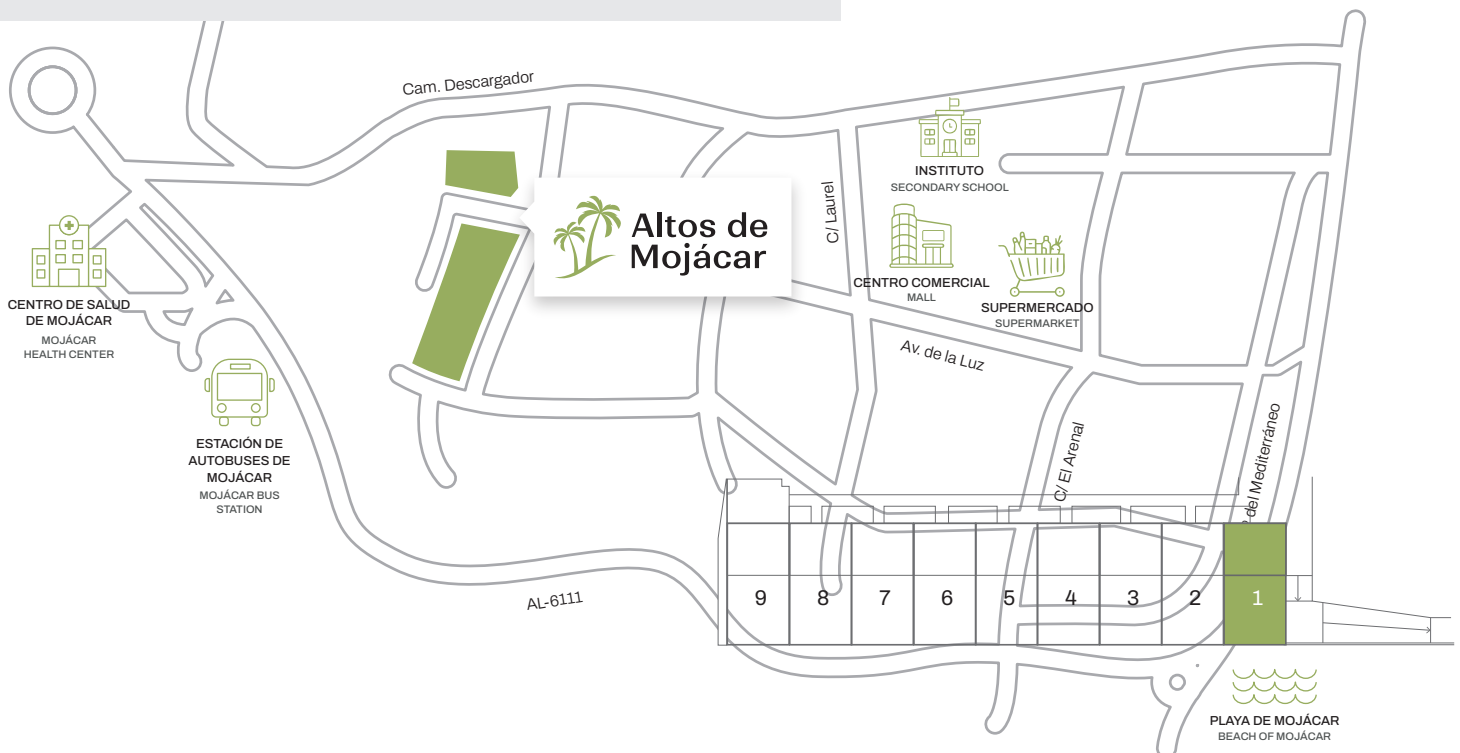 Cam. Descargador
INSTITUTO
SECONDARY SCHOOL
C/ Laurel
Altos de
Mojácar
CENTRO COMERCIAL
MALL
SUPERMERCADO
SUPERMARKET
CENTRO DE SALUD
DE MOJÁCAR
MOJÁCAR
HEALTH CENTER
Av. de la Luz
ESTACIÓN DE
AUTOBUSES DE
MOJÁCAR
MOJÁCAR BUS
STATION
C/ El Arenal
del Mediterráneo
AL-6111
9 8 7 6 5 4 3 2 1
PLAYA DE MOJÁCAR
BEACH OF MOJÁCAR